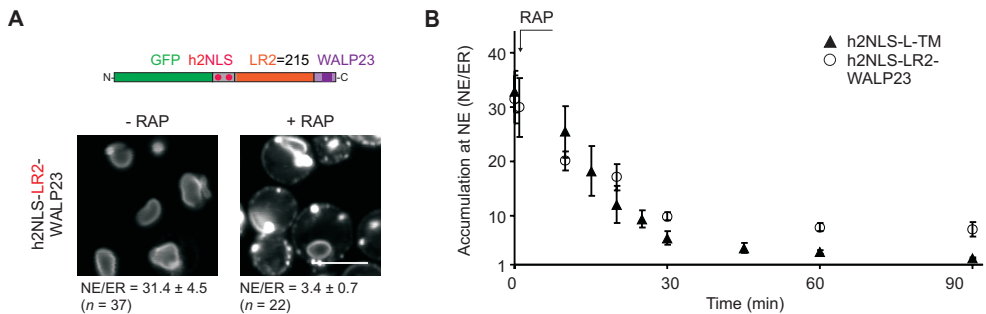 A
GFP h2NLS LR2=215 WALP23
N- -C
- RAP + RAP
h2NLS-LR2-
WALP23
NE/ER = 31.4 ± 4.5
(n = 37)
NE/ER = 3.4 ± 0.7
(n = 22)
B
RAP
h2NLS-L-TM
h2NLS-LR2-
WALP23
Accumulation at NE (NE/ER)
40
30
20
10
1
0 30 60 90
Time (min)